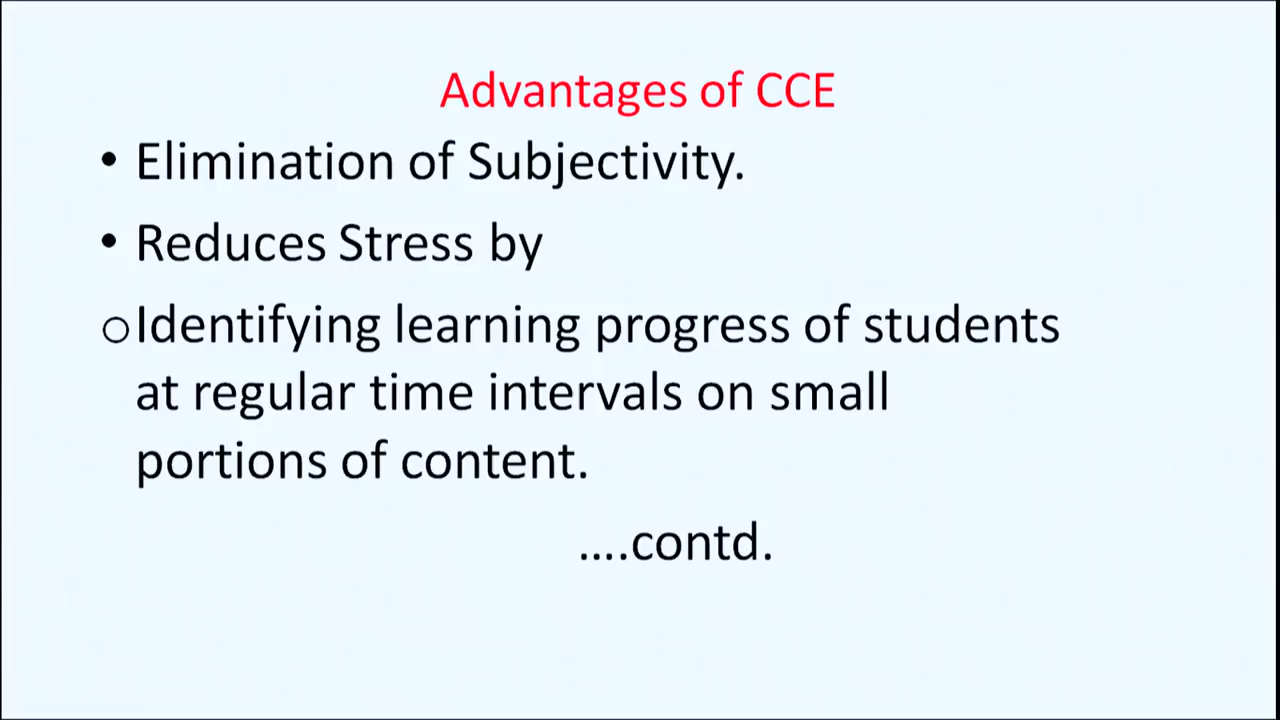 Advantages of CCE
• Elimination of Subjectivity.
• Reduces Stress by
oIdentifying learning progress of students
at regular time intervals on small
portions of content.
....contd.